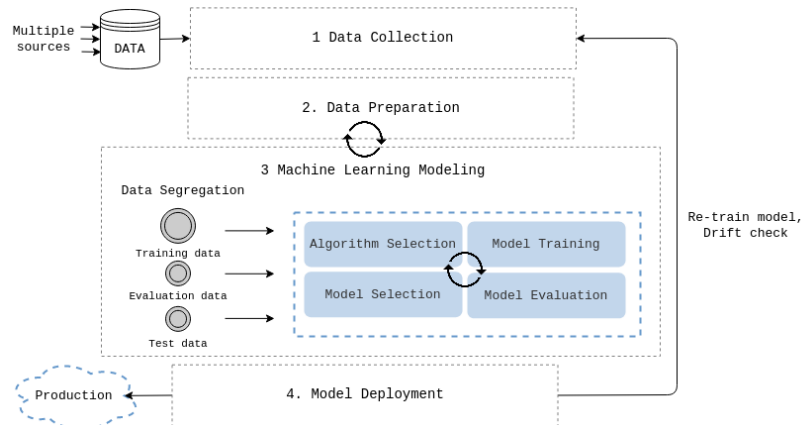 Multiple
sources
DATA
1 Data Collection
2. Data Preparation
3 Machine Learning Modeling
Data Segregation
Training data
Evaluation data
Test data
Algorithm Selection
Model Training
Model Selection
Model Evaluation
Re-train model,
Drift check
4. Model Deployment
Production